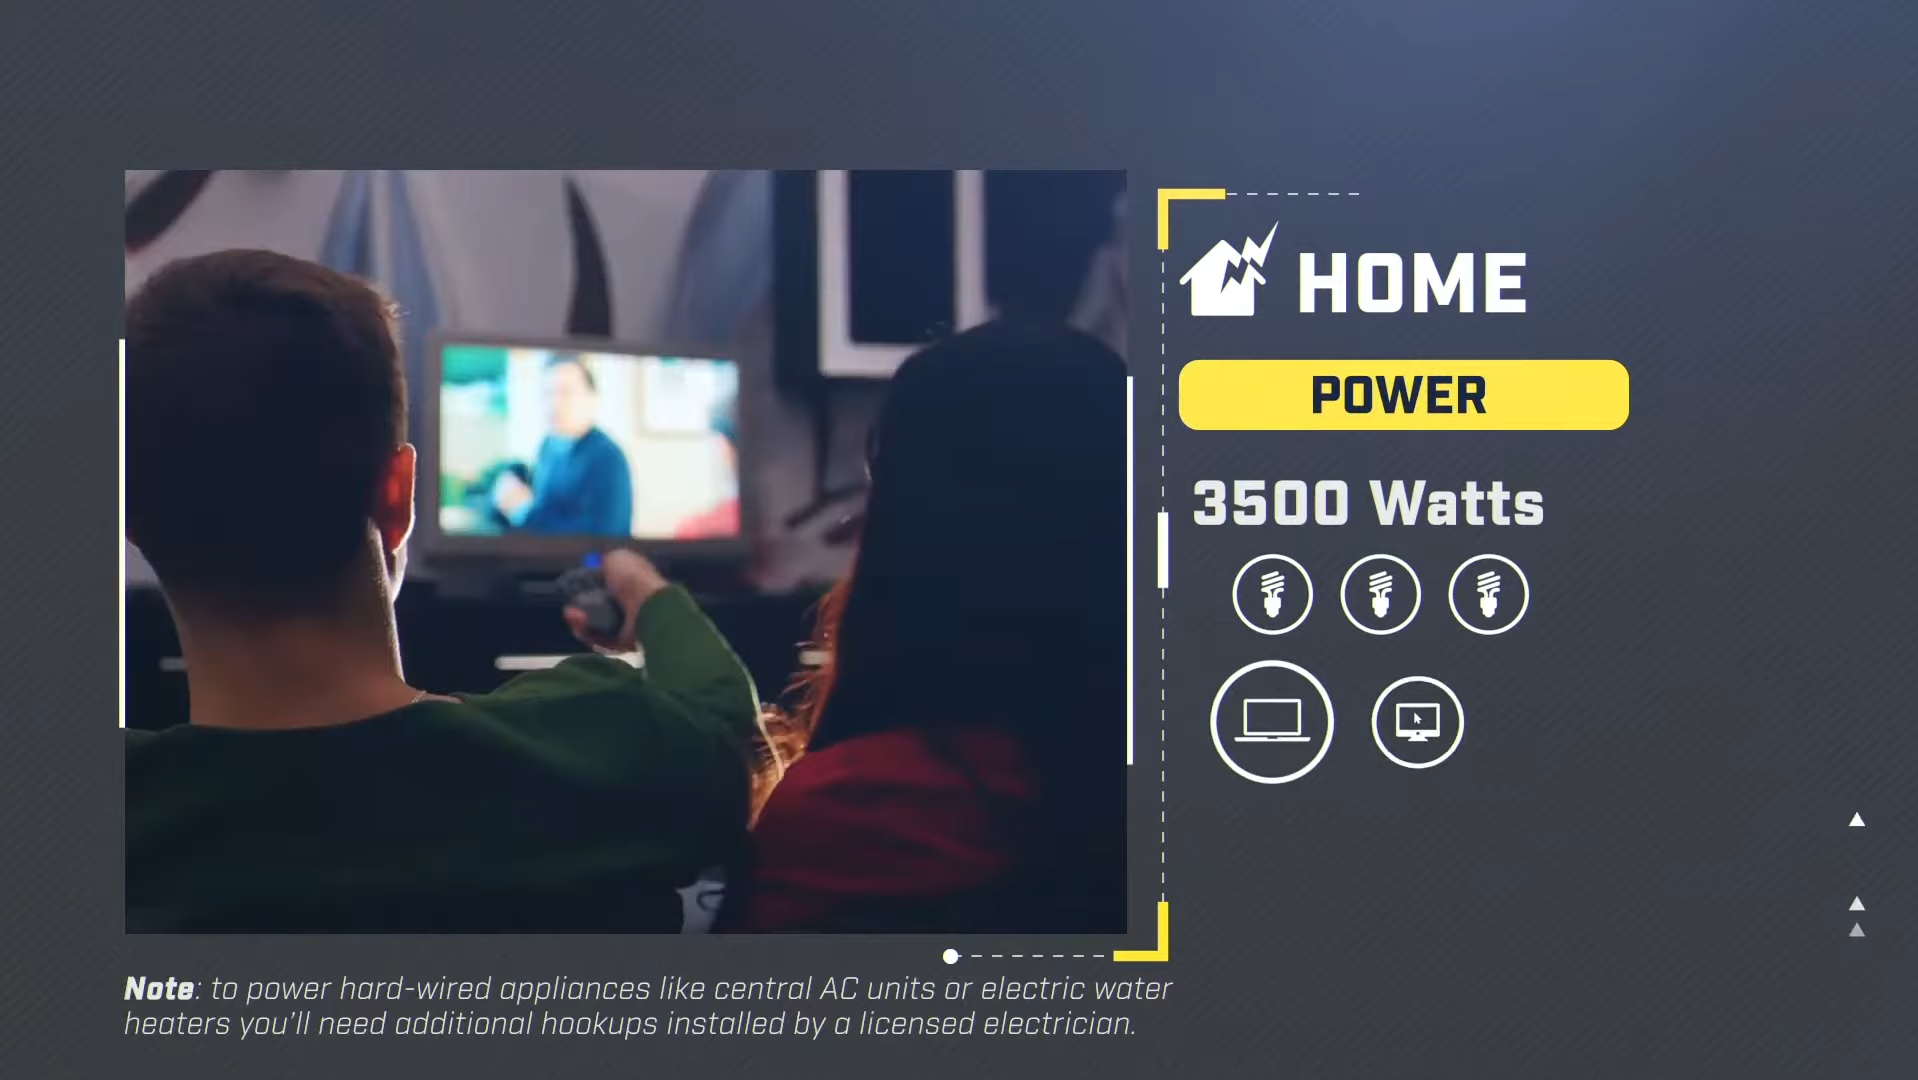 HOME
POWER
3500 Watts
Note: to power hard-wired appliances like central AC units or electric water
heaters you'll need additional hookups installed by a licensed electrician.